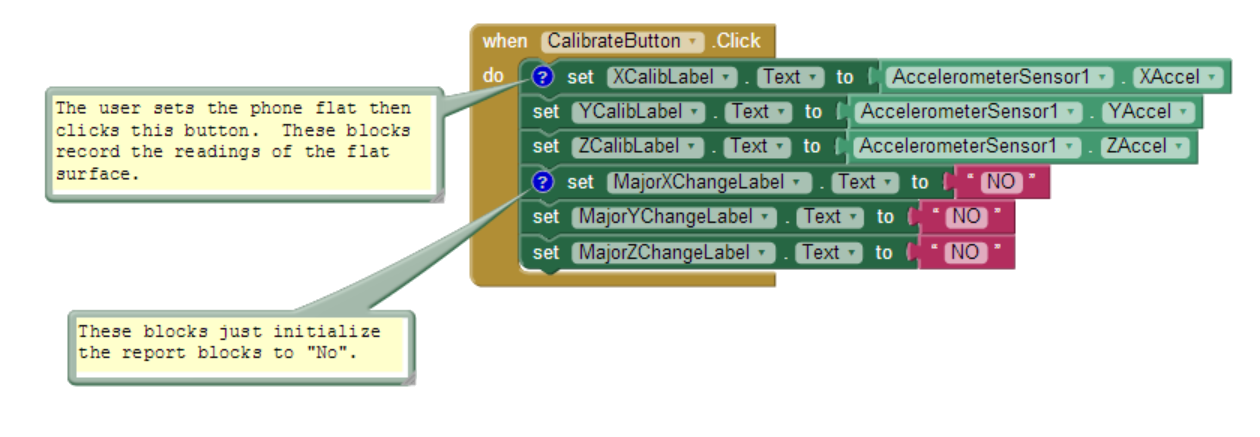 when CalibrateButton .Click
do ? set XCalibLabel . Text to AccelerometerSensor1 . XAccel
set YCalibLabel . Text to AccelerometerSensor1 . YAccel
set ZCalibLabel . Text to AccelerometerSensor1 . ZAccel
? set MajorXChangeLabel . Text to “ NO ”
set MajorYChangeLabel . Text to “ NO ”
set MajorZChangeLabel . Text to “ NO ”
The user sets the phone flat then
clicks this button. These blocks
record the readings of the flat
surface.
These blocks just initialize
the report blocks to "No".